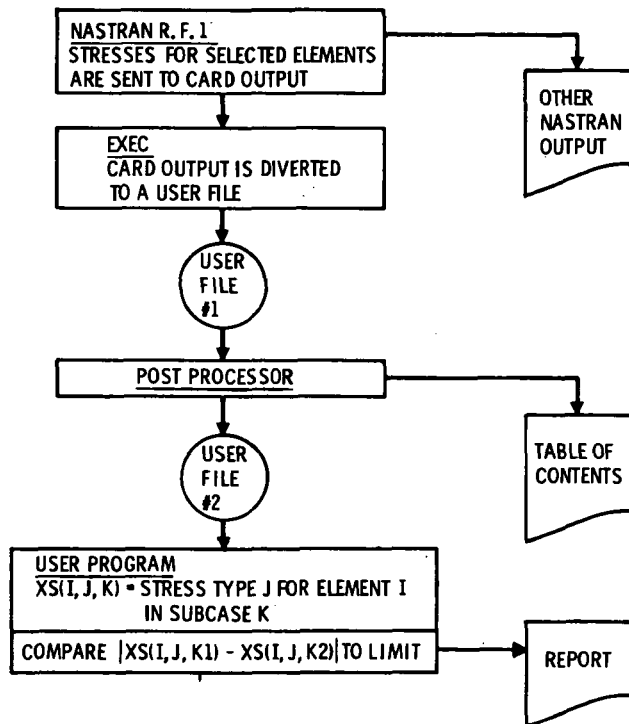 NASTRAN R. F. 1
STRESSES FOR SELECTED ELEMENTS
ARE SENT TO CARD OUTPUT
OTHER
NASTRAN
OUTPUT
EXEC
CARD OUTPUT IS DIVERTED
TO A USER FILE
USER
FILE
#1
POST PROCESSOR
TABLE OF
CONTENTS
USER
FILE
#2
USER PROGRAM
XS(I, J, K) = STRESS TYPE J FOR ELEMENT I
IN SUBCASE K
COMPARE |XS(I, J, K1) - XS(I, J, K2)| TO LIMIT
REPORT